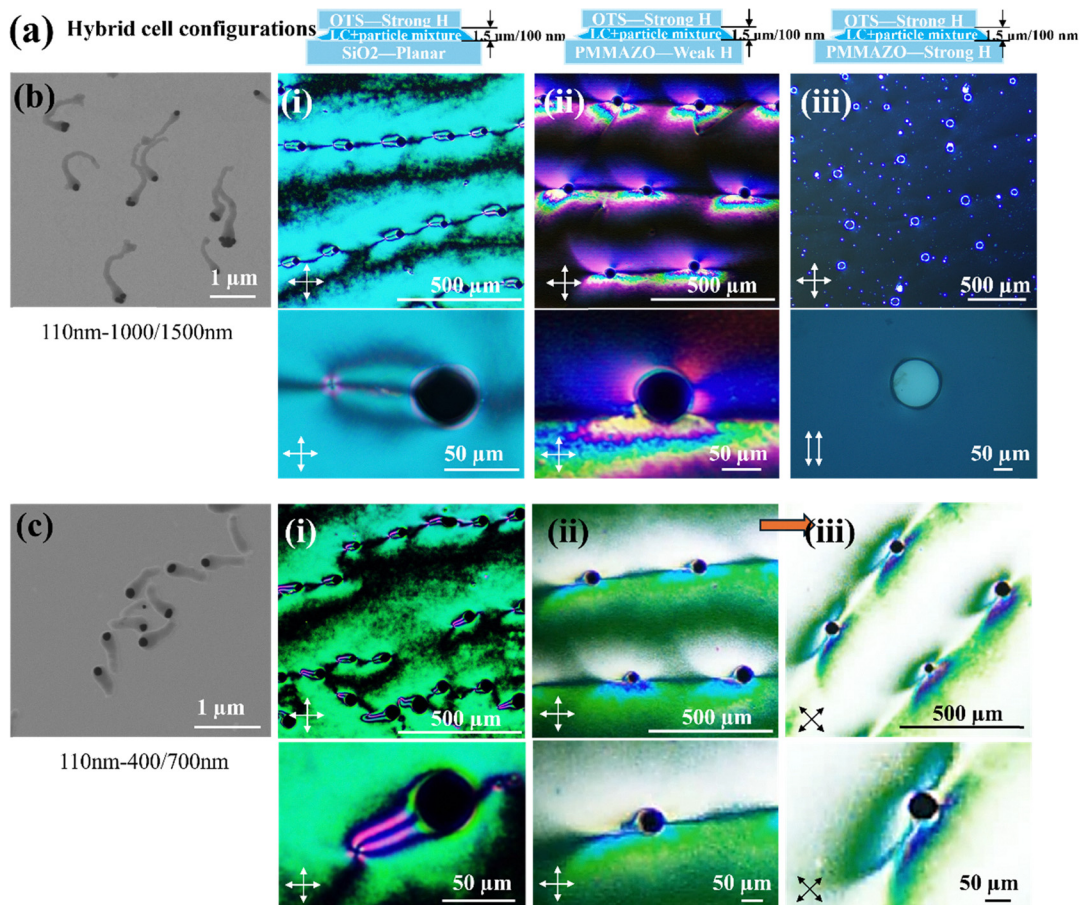 (a) Hybrid cell configurations
OTS—Strong H
LC+particle mixture
SiO2—Planar
1.5 µm/100 nm
OTS—Strong H
LC+particle mixture
PMMAZO—Weak H
1.5 µm/100 nm
OTS—Strong H
LC+particle mixture
PMMAZO—Strong H
1.5 µm/100 nm
(b)
1 µm
110nm-1000/1500nm
(i)
500 µm
(ii)
500 µm
(iii)
500 µm
50 µm
50 µm
50 µm
(c)
1 µm
110nm-400/700nm
(i)
500 µm
(ii)
500 µm
(iii)
500 µm
50 µm
50 µm
50 µm